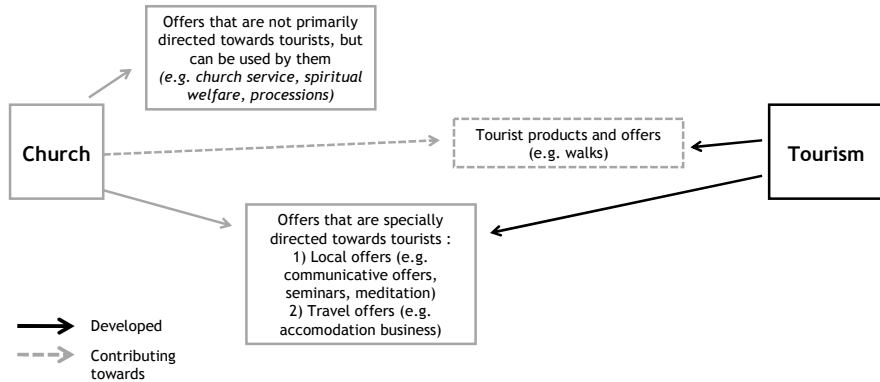 Offers that are not primarily
directed towards tourists, but
can be used by them
(e.g. church service, spiritual
welfare, processions)
Church
Tourist products and offers
(e.g. walks)
Tourism
Offers that are specially
directed towards tourists :
1) Local offers (e.g.
communicative offers,
seminars, meditation)
2) Travel offers (e.g.
accomodation business)
Developed
Contributing
towards